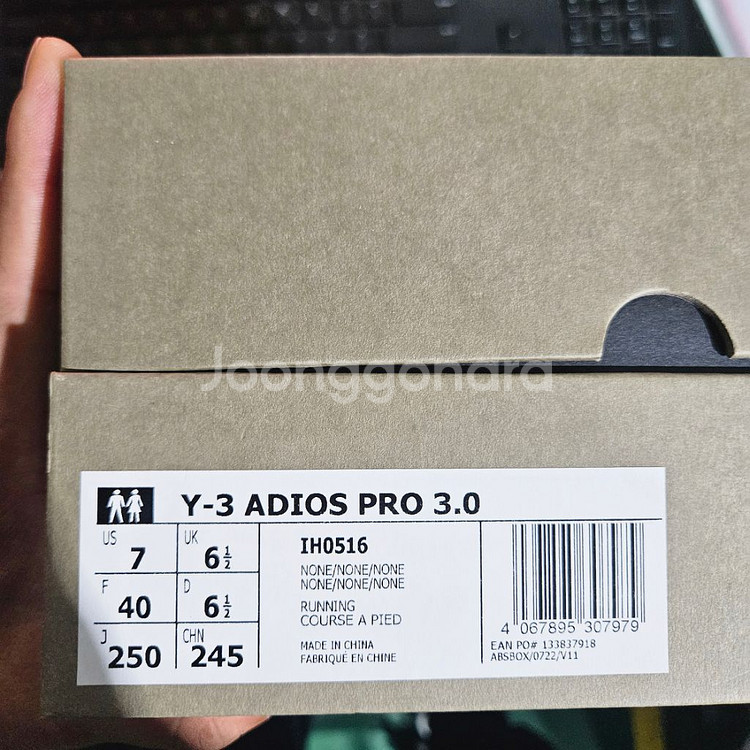 Joonggonara
Y-3 ADIOS PRO 3.0
US 7
UK 6½
F 40
D 6½
J 250
CHN 245
IH0516
NONE/NONE/NONE
NONE/NONE/NONE
RUNNING
COURSE A PIED
MADE IN CHINA
FABRIQUÉ EN CHINE
4 067895 307979
EAN PO# 133837918
ABSBOX/0722/V11